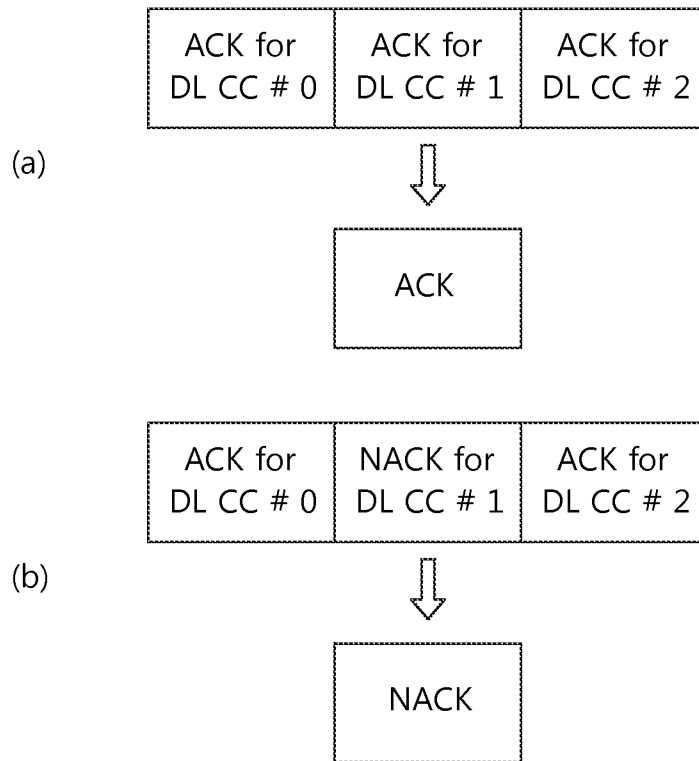 ACK for
DL CC # 0
ACK for
DL CC # 1
ACK for
DL CC # 2
(a)
ACK
ACK for
DL CC # 0
NACK for
DL CC # 1
ACK for
DL CC # 2
(b)
NACK